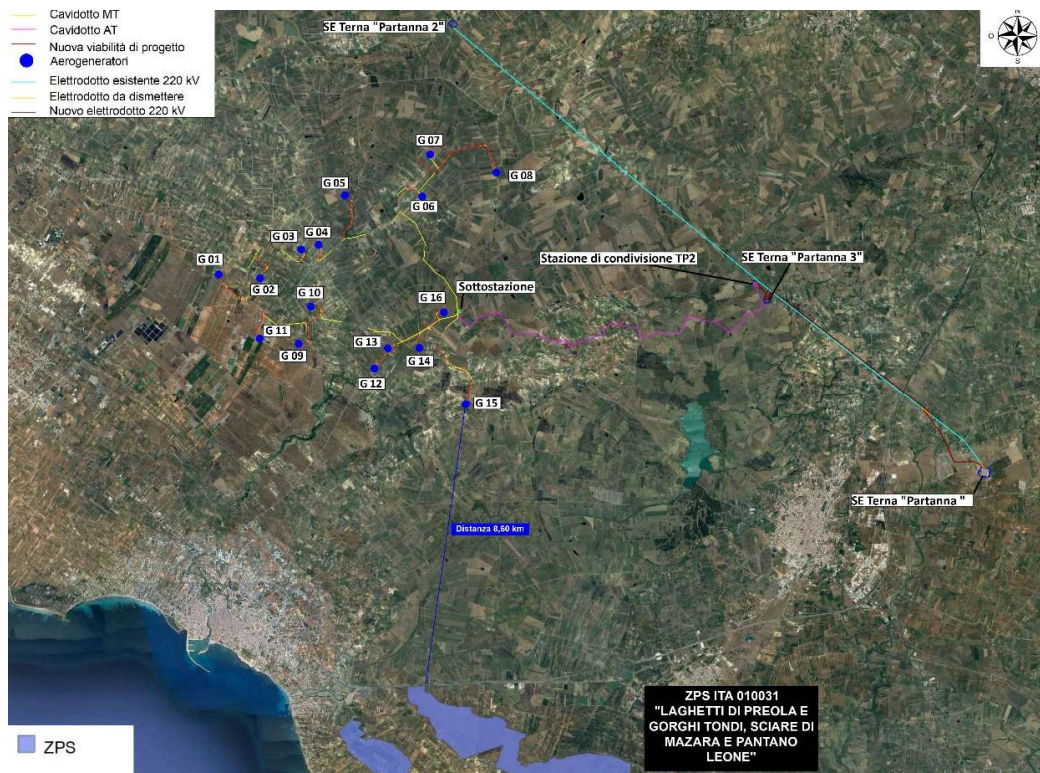 Cavidotto MT
Cavidotto AT
Nuova viabilità di progetto
Aerogeneratori
Elettrodotto esistente 220 kV
Elettrodotto da dismettere
Nuovo elettrodotto 220 kV
SE Terna "Partanna 2"
O
S
G 07
G 08
G 05
G 06
G 03
G 04
G 01
G 02
Stazione di condivisione TP2
SE Terna "Partanna 3"
Sottostazione
G 10
G 16
G 11
G 09
G 13
G 14
G 12
G 15
SE Terna "Partanna "
Distanza 8,60 km
ZPS ITA 010031
"LAGHETTI DI PREOLA E
GORGHI TONDI, SCIARE DI
MAZARA E PANTANO
LEONE"
ZPS